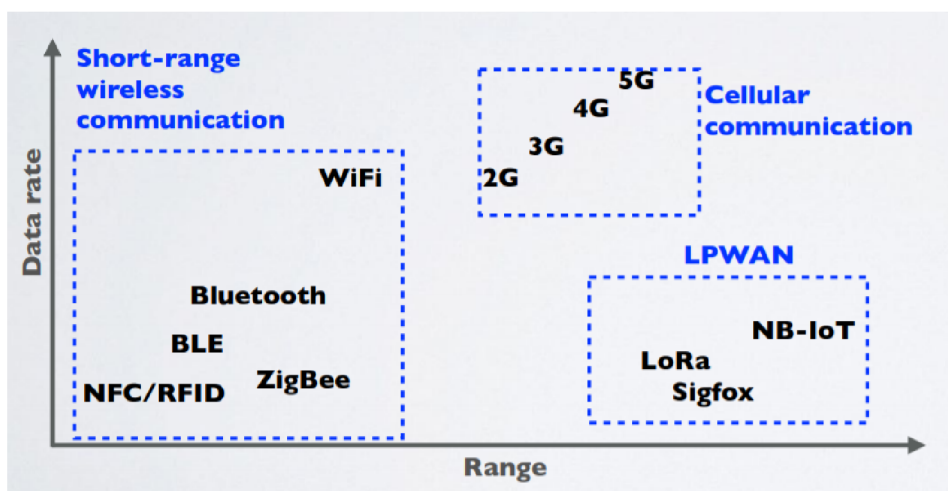 Short-range
wireless
communication
5G
4G
Cellular
communication
3G
WiFi
2G
Data rate
LPWAN
Bluetooth
NB-IoT
BLE
LoRa
ZigBee
NFC/RFID
Sigfox
Range